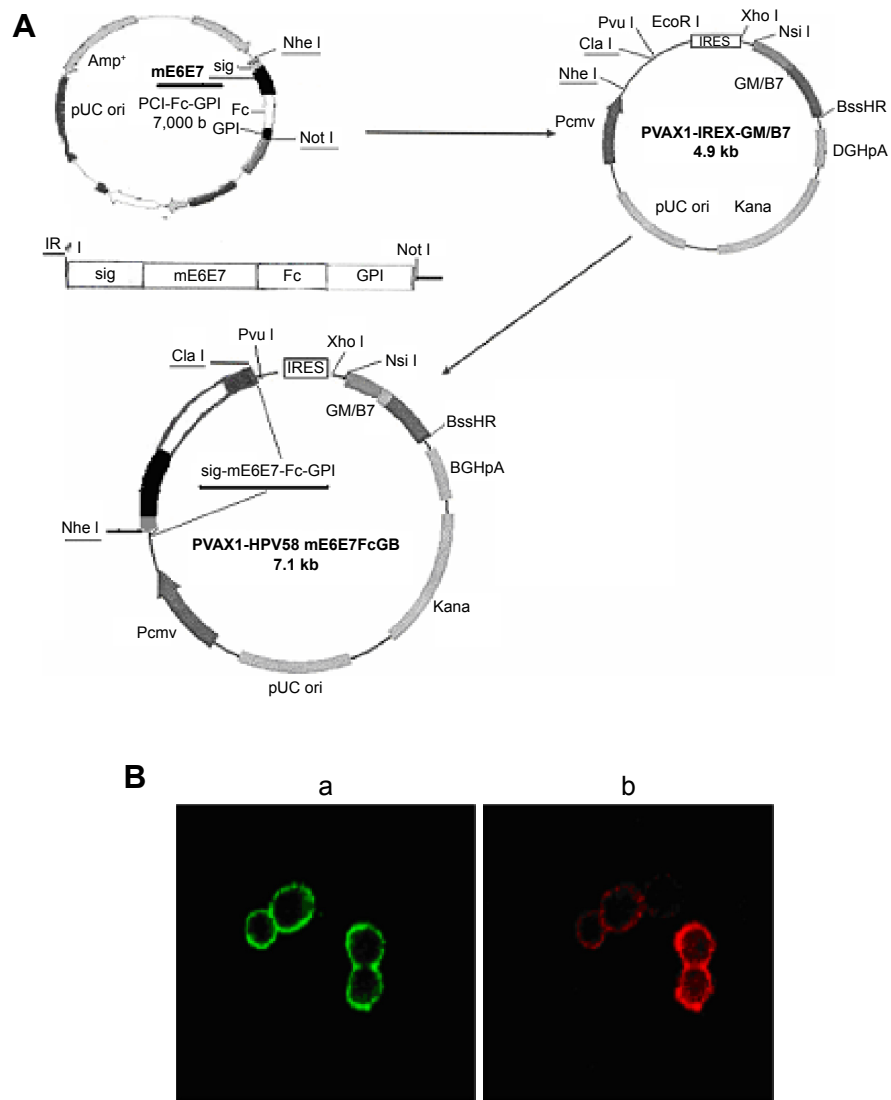 A
Amp+
pUC ori
mE6E7
PCI-Fc-GPI
7,000 b
sig
Nhe I
Fc
GPI
Not I
Pvu I
EcoR I
Xho I
IRES
Nsi I
Cla I
Nhe I
GM/B7
Pcmv
BssHR
PVAX1-IREX-GM/B7
4.9 kb
DGHpA
pUC ori
Kana
IR
I
Not I
sig
mE6E7
Fc
GPI
Cla I
Pvu I
IRES
Xho I
Nsi I
GM/B7
BssHR
BGHpA
sig-mE6E7-Fc-GPI
Nhe I
PVAX1-HPV58 mE6E7FcGB
7.1 kb
Kana
Pcmv
pUC ori
B
a
b